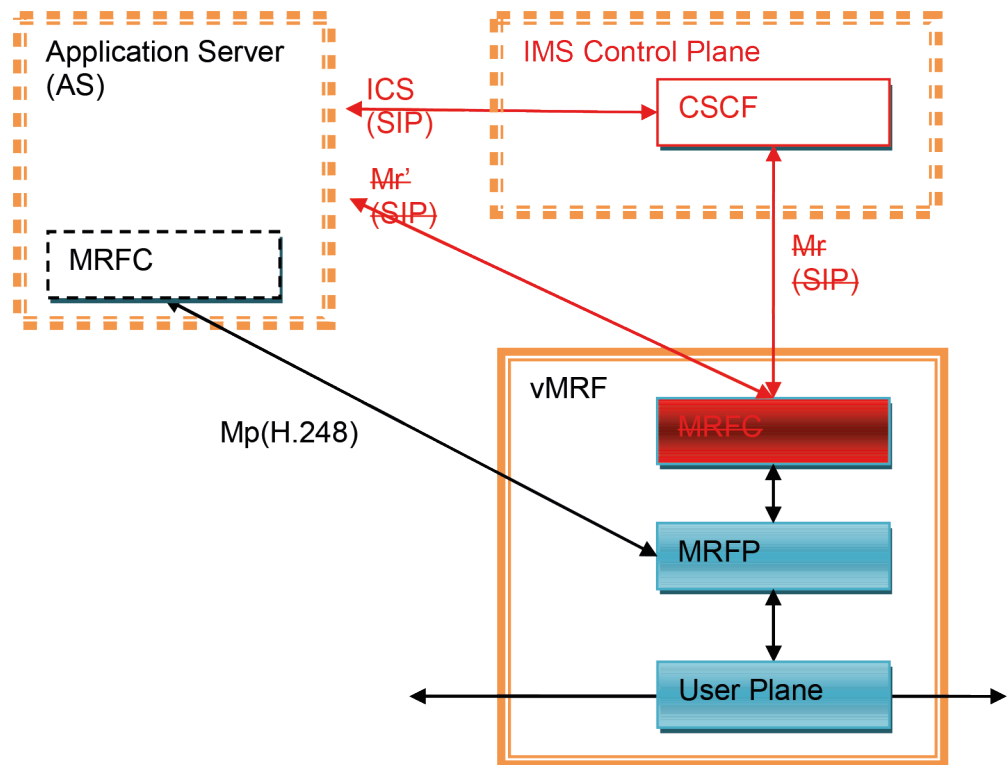 Application Server
(AS)
IMS Control Plane
ICS
(SIP)
CSCF
Mr’
(SIP)
MRFC
Mr
(SIP)
vMRF
MRFC
Mp(H.248)
MRFP
User Plane